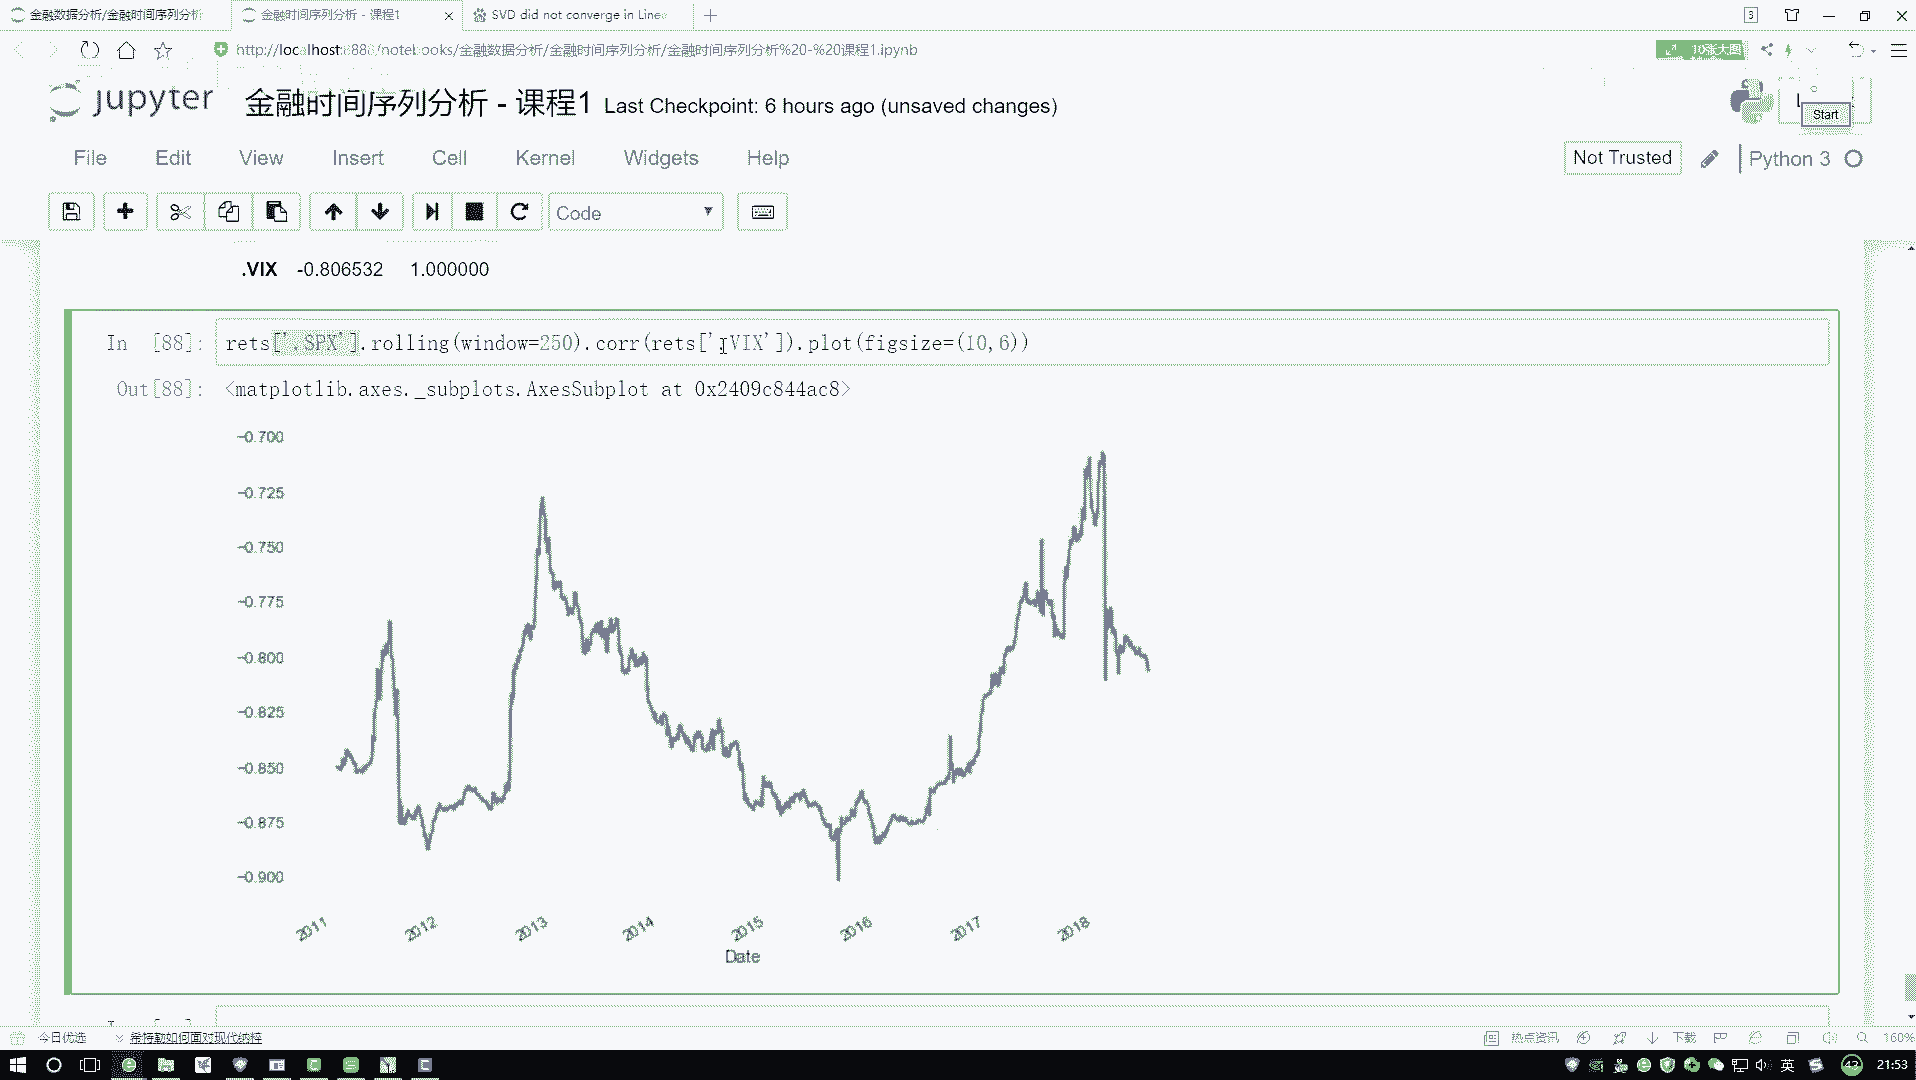 金融数据分析/金融时间序列分析
金融时间序列分析 - 课程1
SVD did not converge in Line
3
http://localhost:8888/notebooks/金融数据分析/金融时间序列分析/金融时间序列分析%20-%20课程1.ipynb
10张大图
jupyter 金融时间序列分析 - 课程1 Last Checkpoint: 6 hours ago (unsaved changes)
Start
File Edit View Insert Cell Kernel Widgets Help
Not Trusted
Python 3
Code
.VIX -0.806532 1.000000
In [88]: rets['.SPX'].rolling(window=250).corr(rets['.VIX']).plot(figsize=(10,6))
Out[88]: <matplotlib.axes._subplots.AxesSubplot at 0x2409c844ac8>
−0.700
−0.725
−0.750
−0.775
−0.800
−0.825
−0.850
−0.875
−0.900
2011 2012 2013 2014 2015 2016 2017 2018
Date
今日优选
希特勒如何面对现代纳粹
热点资讯
下载
160%
英
43
21:53